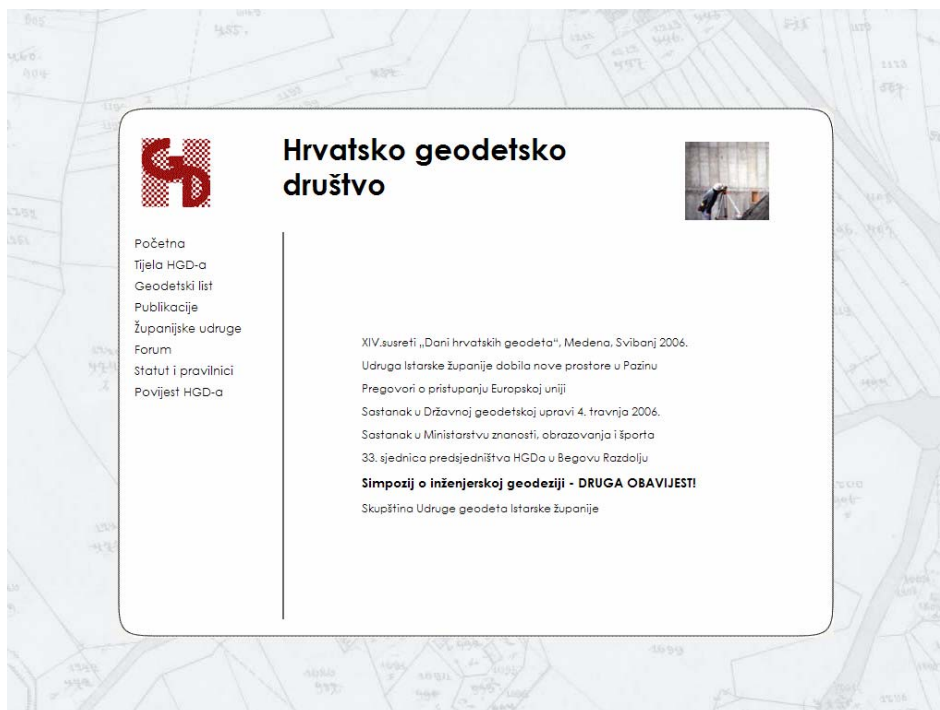 HGD
Hrvatsko geodetsko
društvo
Početna
Tijela HGD-a
Geodetski list
Publikacije
Županijske udruge
Forum
Statut i pravilnici
Povijest HGD-a
XIV.susreti „Dani hrvatskih geodeta“, Medena, Svibanj 2006.
Udruga Istarske županije dobila nove prostore u Pazinu
Pregovori o pristupanju Europskoj uniji
Sastanak u Državnoj geodetskoj upravi 4. travnja 2006.
Sastanak u Ministarstvu znanosti, obrazovanja i športa
33. sjednica predsjedništva HGDa u Begovu Razdolju
Simpozij o inženjerskoj geodeziji - DRUGA OBAVIJEST!
Skupština Udruge geodeta Istarske županije